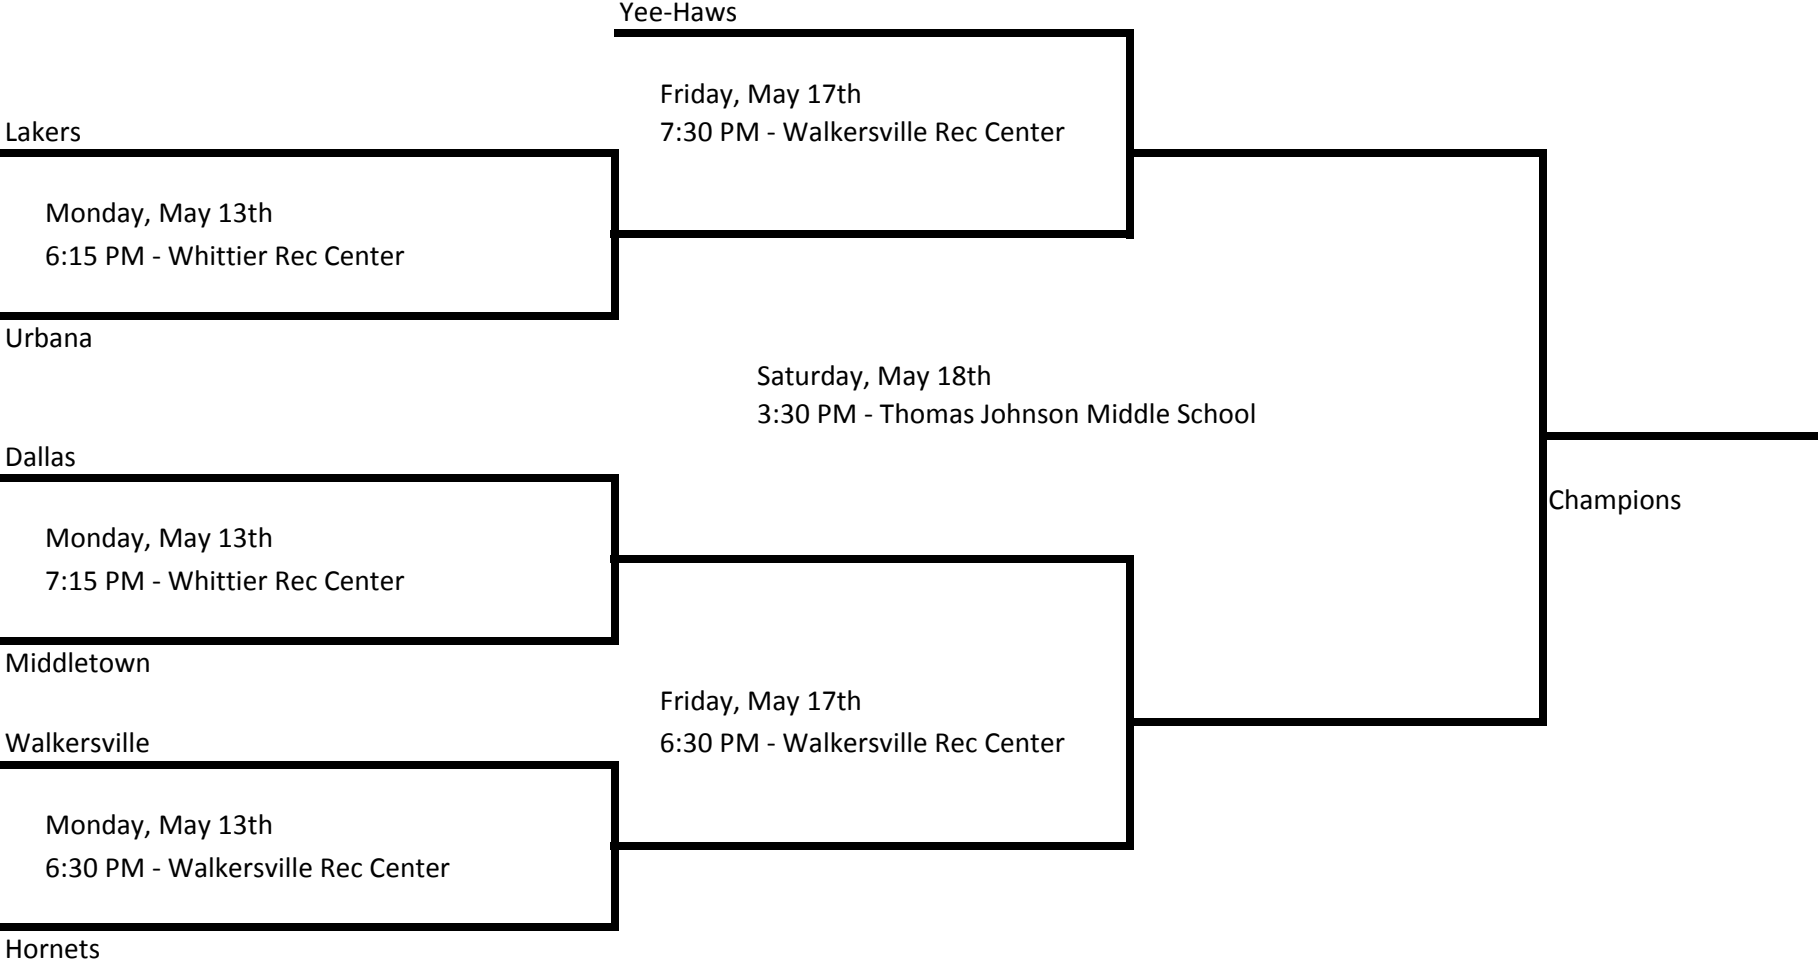 Yee-Haws
Friday, May 17th
7:30 PM - Walkersville Rec Center
Lakers
Monday, May 13th
6:15 PM - Whittier Rec Center
Urbana
Saturday, May 18th
3:30 PM - Thomas Johnson Middle School
Dallas
Champions
Monday, May 13th
7:15 PM - Whittier Rec Center
Middletown
Friday, May 17th
6:30 PM - Walkersville Rec Center
Walkersville
Monday, May 13th
6:30 PM - Walkersville Rec Center
Hornets